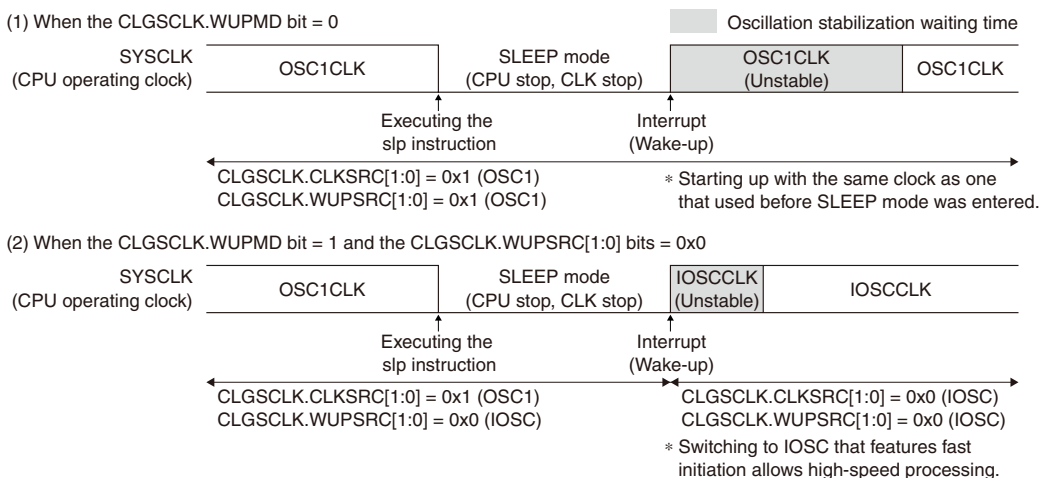 (1) When the CLGSCLK.WUPMD bit = 0
Oscillation stabilization waiting time
SYSCLK
(CPU operating clock)
OSC1CLK
SLEEP mode
(CPU stop, CLK stop)
OSC1CLK
(Unstable)
OSC1CLK
Executing the
slp instruction
Interrupt
(Wake-up)
CLGSCLK.CLKSRC[1:0] = 0x1 (OSC1)
CLGSCLK.WUPSRC[1:0] = 0x1 (OSC1)
∗ Starting up with the same clock as one
that used before SLEEP mode was entered.
(2) When the CLGSCLK.WUPMD bit = 1 and the CLGSCLK.WUPSRC[1:0] bits = 0x0
SYSCLK
(CPU operating clock)
OSC1CLK
SLEEP mode
(CPU stop, CLK stop)
IOSCCLK
(Unstable)
IOSCCLK
Executing the
slp instruction
Interrupt
(Wake-up)
CLGSCLK.CLKSRC[1:0] = 0x1 (OSC1)
CLGSCLK.WUPSRC[1:0] = 0x0 (IOSC)
CLGSCLK.CLKSRC[1:0] = 0x0 (IOSC)
CLGSCLK.WUPSRC[1:0] = 0x0 (IOSC)
∗ Switching to IOSC that features fast
initiation allows high-speed processing.